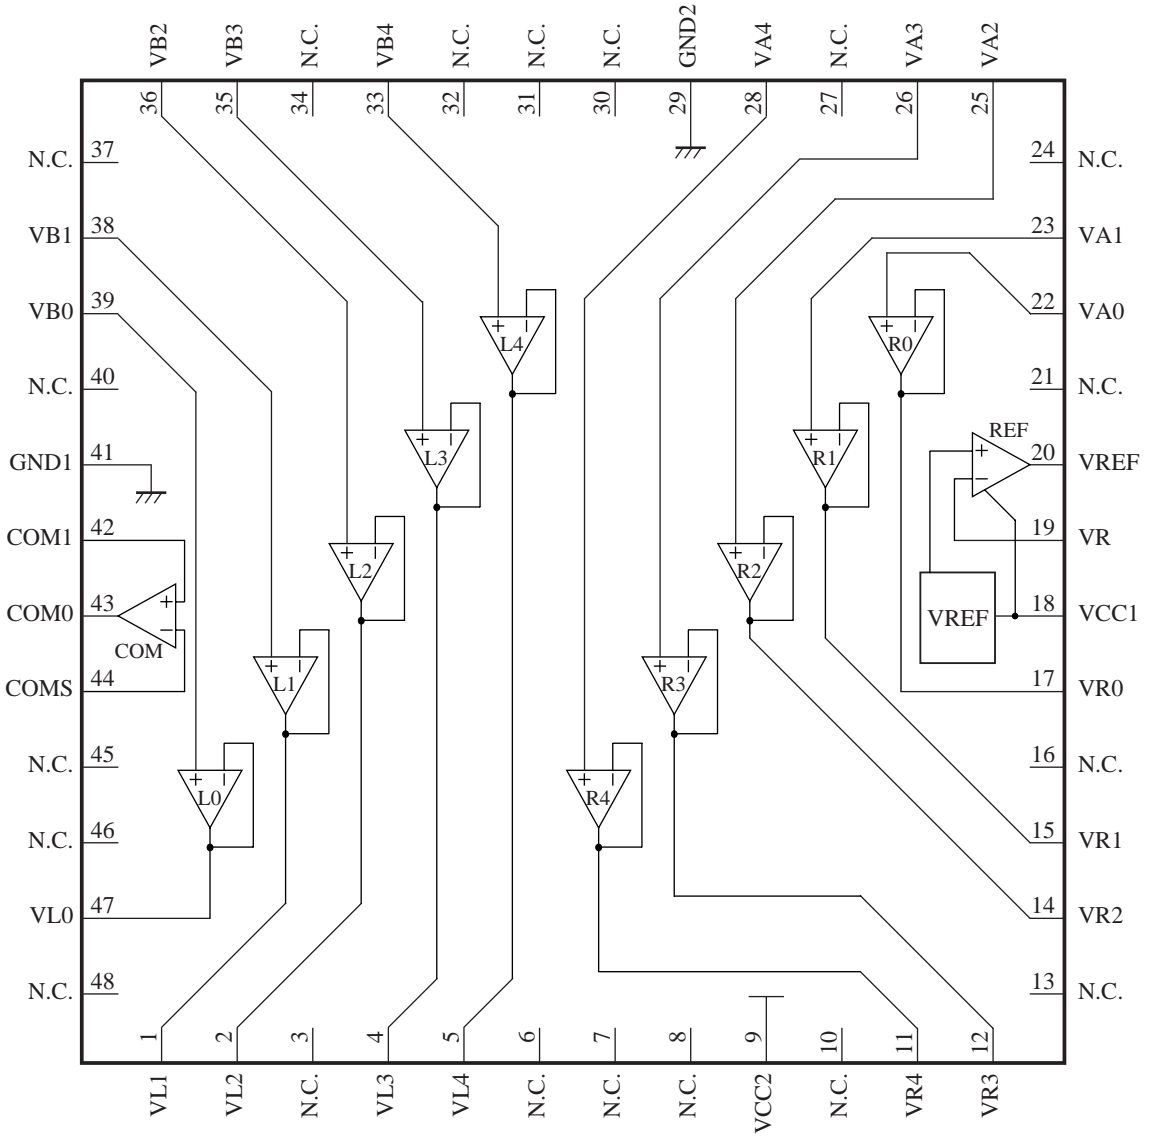 VB2 VB3 N.C. VB4 N.C. N.C. N.C. GND2 VA4 N.C. VA3 VA2
36 35 34 33 32 31 30 29 28 27 26 25
N.C. 37
VB1 38
VB0 39
N.C. 40
GND1 41
COM1 42
COM0 43
COMS 44
N.C. 45
N.C. 46
VL0 47
N.C. 48
+ − COM
+ − L4
+ − L3
+ − L2
+ − L1
+ − L0
+ − R0
+ − R1
+ − R2
+ − R3
+ − R4
REF
+ −
VREF
24 N.C.
23 VA1
22 VA0
21 N.C.
20 VREF
19 VR
18 VCC1
17 VR0
16 N.C.
15 VR1
14 VR2
13 N.C.
1 2 3 4 5 6 7 8 9 10 11 12
VL1 VL2 N.C. VL3 VL4 N.C. N.C. N.C. VCC2 N.C. VR4 VR3